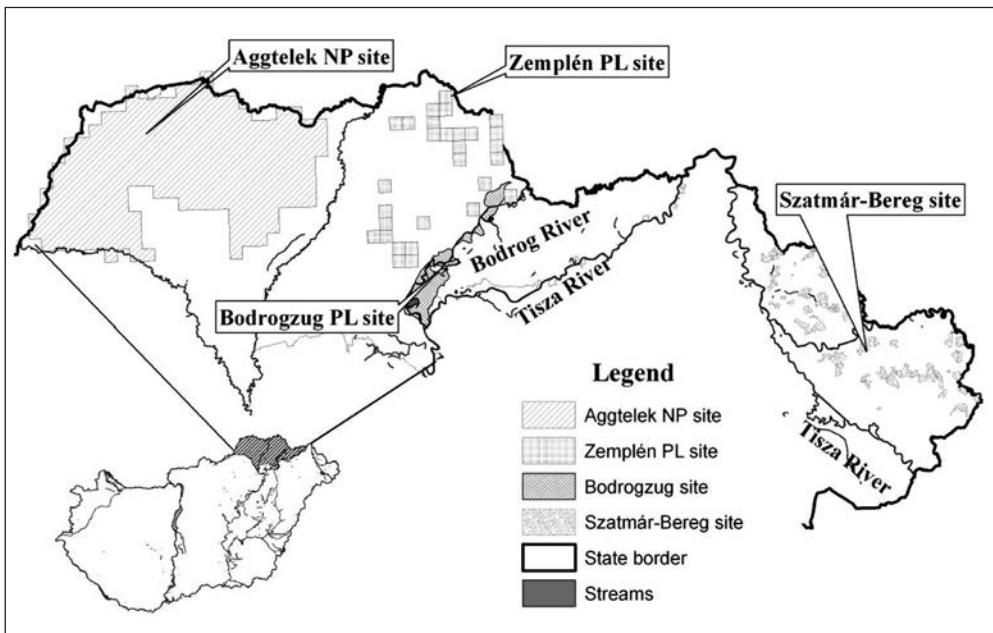 Aggtelek NP site
Zemplén PL site
Szatmár-Bereg site
Bodrog River
Tisza River
Bodrogzug PL site
Tisza River
Legend
Aggtelek NP site
Zemplén PL site
Bodrogzug site
Szatmár-Bereg site
State border
Streams